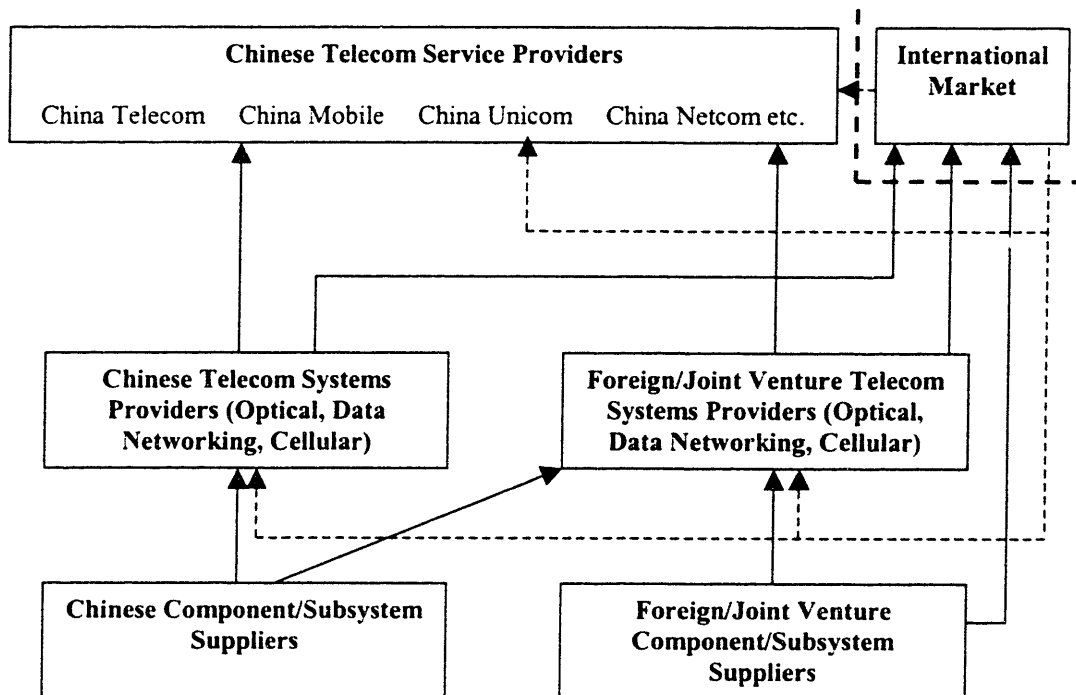 Chinese Telecom Service Providers
China Telecom China Mobile China Unicom China Netcom etc.
International
Market
Chinese Telecom Systems
Providers (Optical, Data
Networking, Cellular)
Foreign/Joint Venture Telecom
Systems Providers (Optical,
Data Networking, Cellular)
Chinese Component/Subsystem
Suppliers
Foreign/Joint Venture
Component/Subsystem
Suppliers